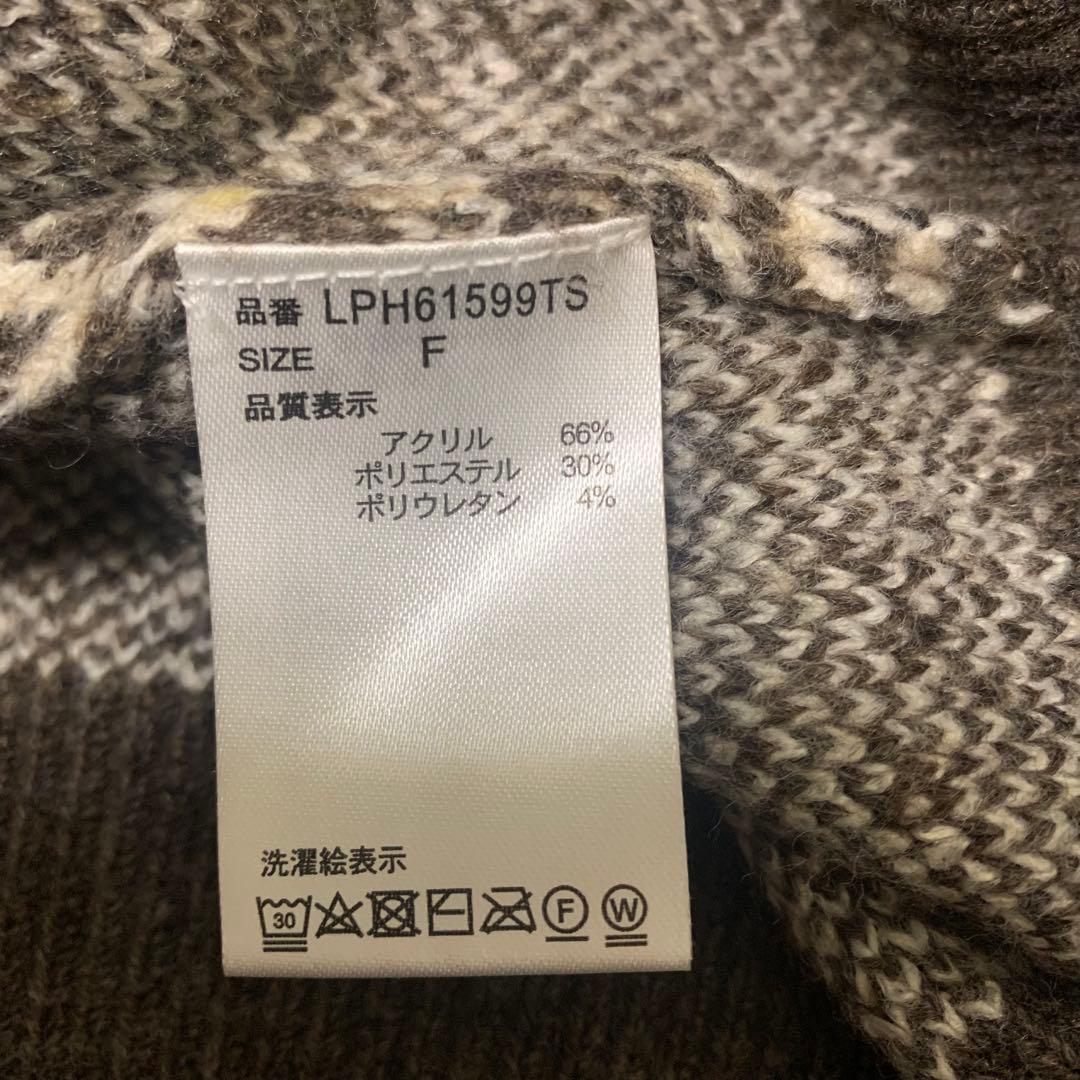 品番 LPH61599TS
SIZE F
品質表示
アクリル 66%
ポリエステル 30%
ポリウレタン 4%
洗濯絵表示
30 F W